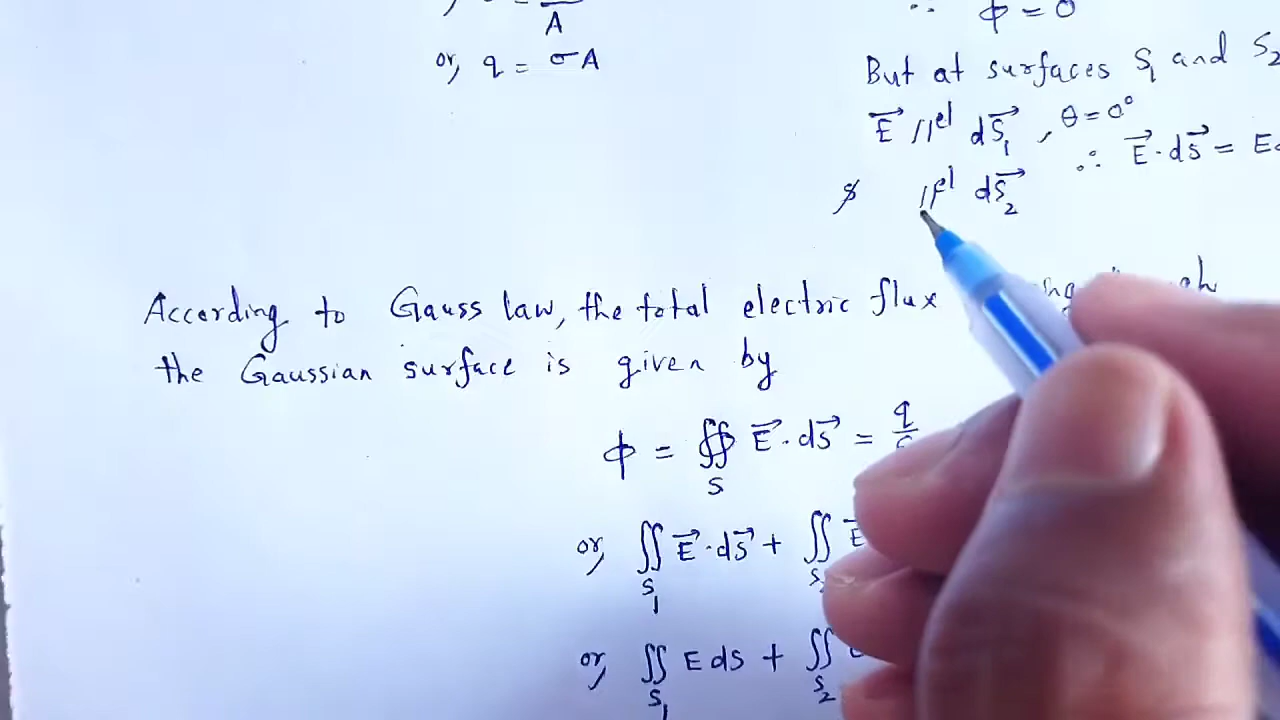 A
or, q = σA
∴ ϕ = 0
But at surfaces S₁ and S₂
E⃗ //el dS⃗₁, θ = 0°
∴ E⃗ · dS⃗ = E
& //el dS⃗₂
According to Gauss law, the total electric flux
the Gaussian surface is given by
ϕ = ∯ E⃗ · dS⃗ = q
S
or, ∬ E⃗ · dS⃗ + ∬ E⃗
S₁
or, ∬ E ds + ∬
S₁ S₂